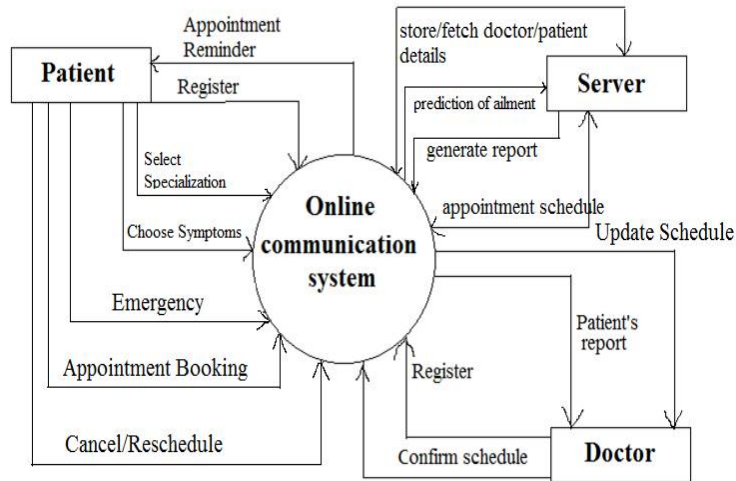 Appointment
Reminder
Patient
Register
Select
Specialization
Choose Symptoms
Emergency
Appointment Booking
Cancel/Reschedule
Online
communication
system
store/fetch doctor/patient
details
Server
prediction of ailment
generate report
appointment schedule
Update Schedule
Patient's
report
Register
Confirm schedule
Doctor